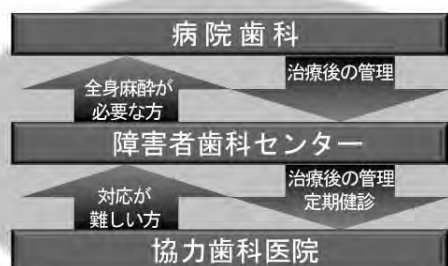 病院歯科
全身麻酔が
必要な方
治療後の管理
障害者歯科センター
対応が
難しい方
治療後の管理
定期健診
協力歯科医院